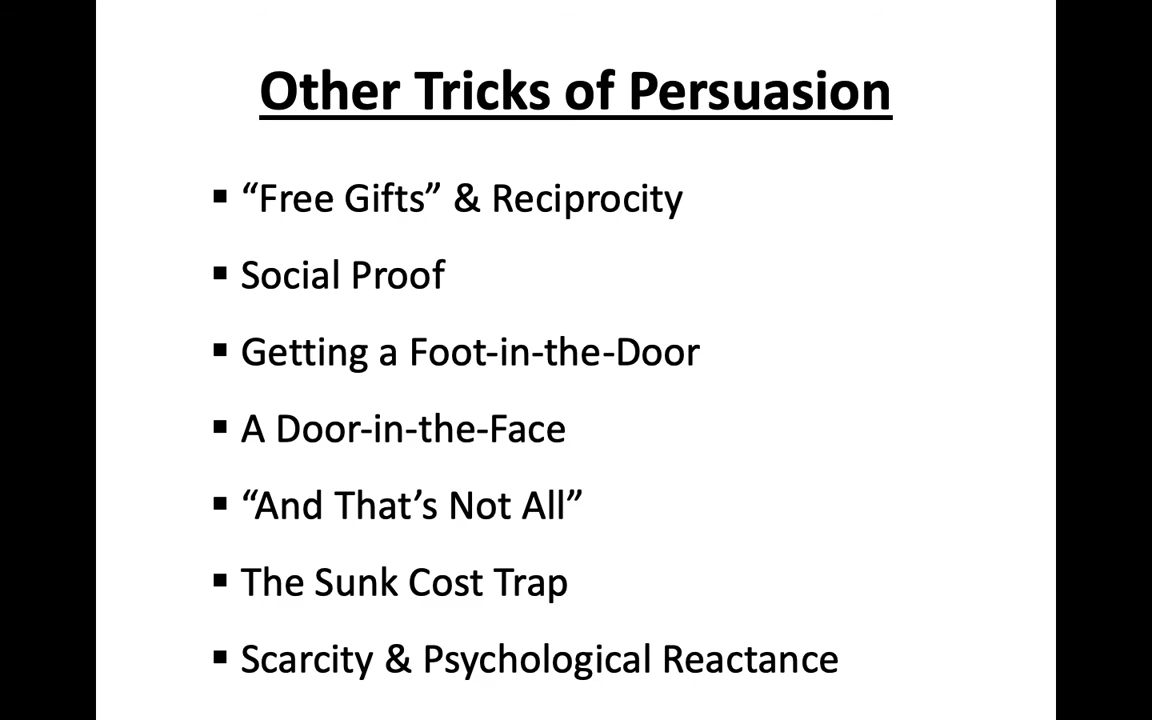 Other Tricks of Persuasion
▪ “Free Gifts” & Reciprocity
▪ Social Proof
▪ Getting a Foot-in-the-Door
▪ A Door-in-the-Face
▪ “And That’s Not All”
▪ The Sunk Cost Trap
▪ Scarcity & Psychological Reactance